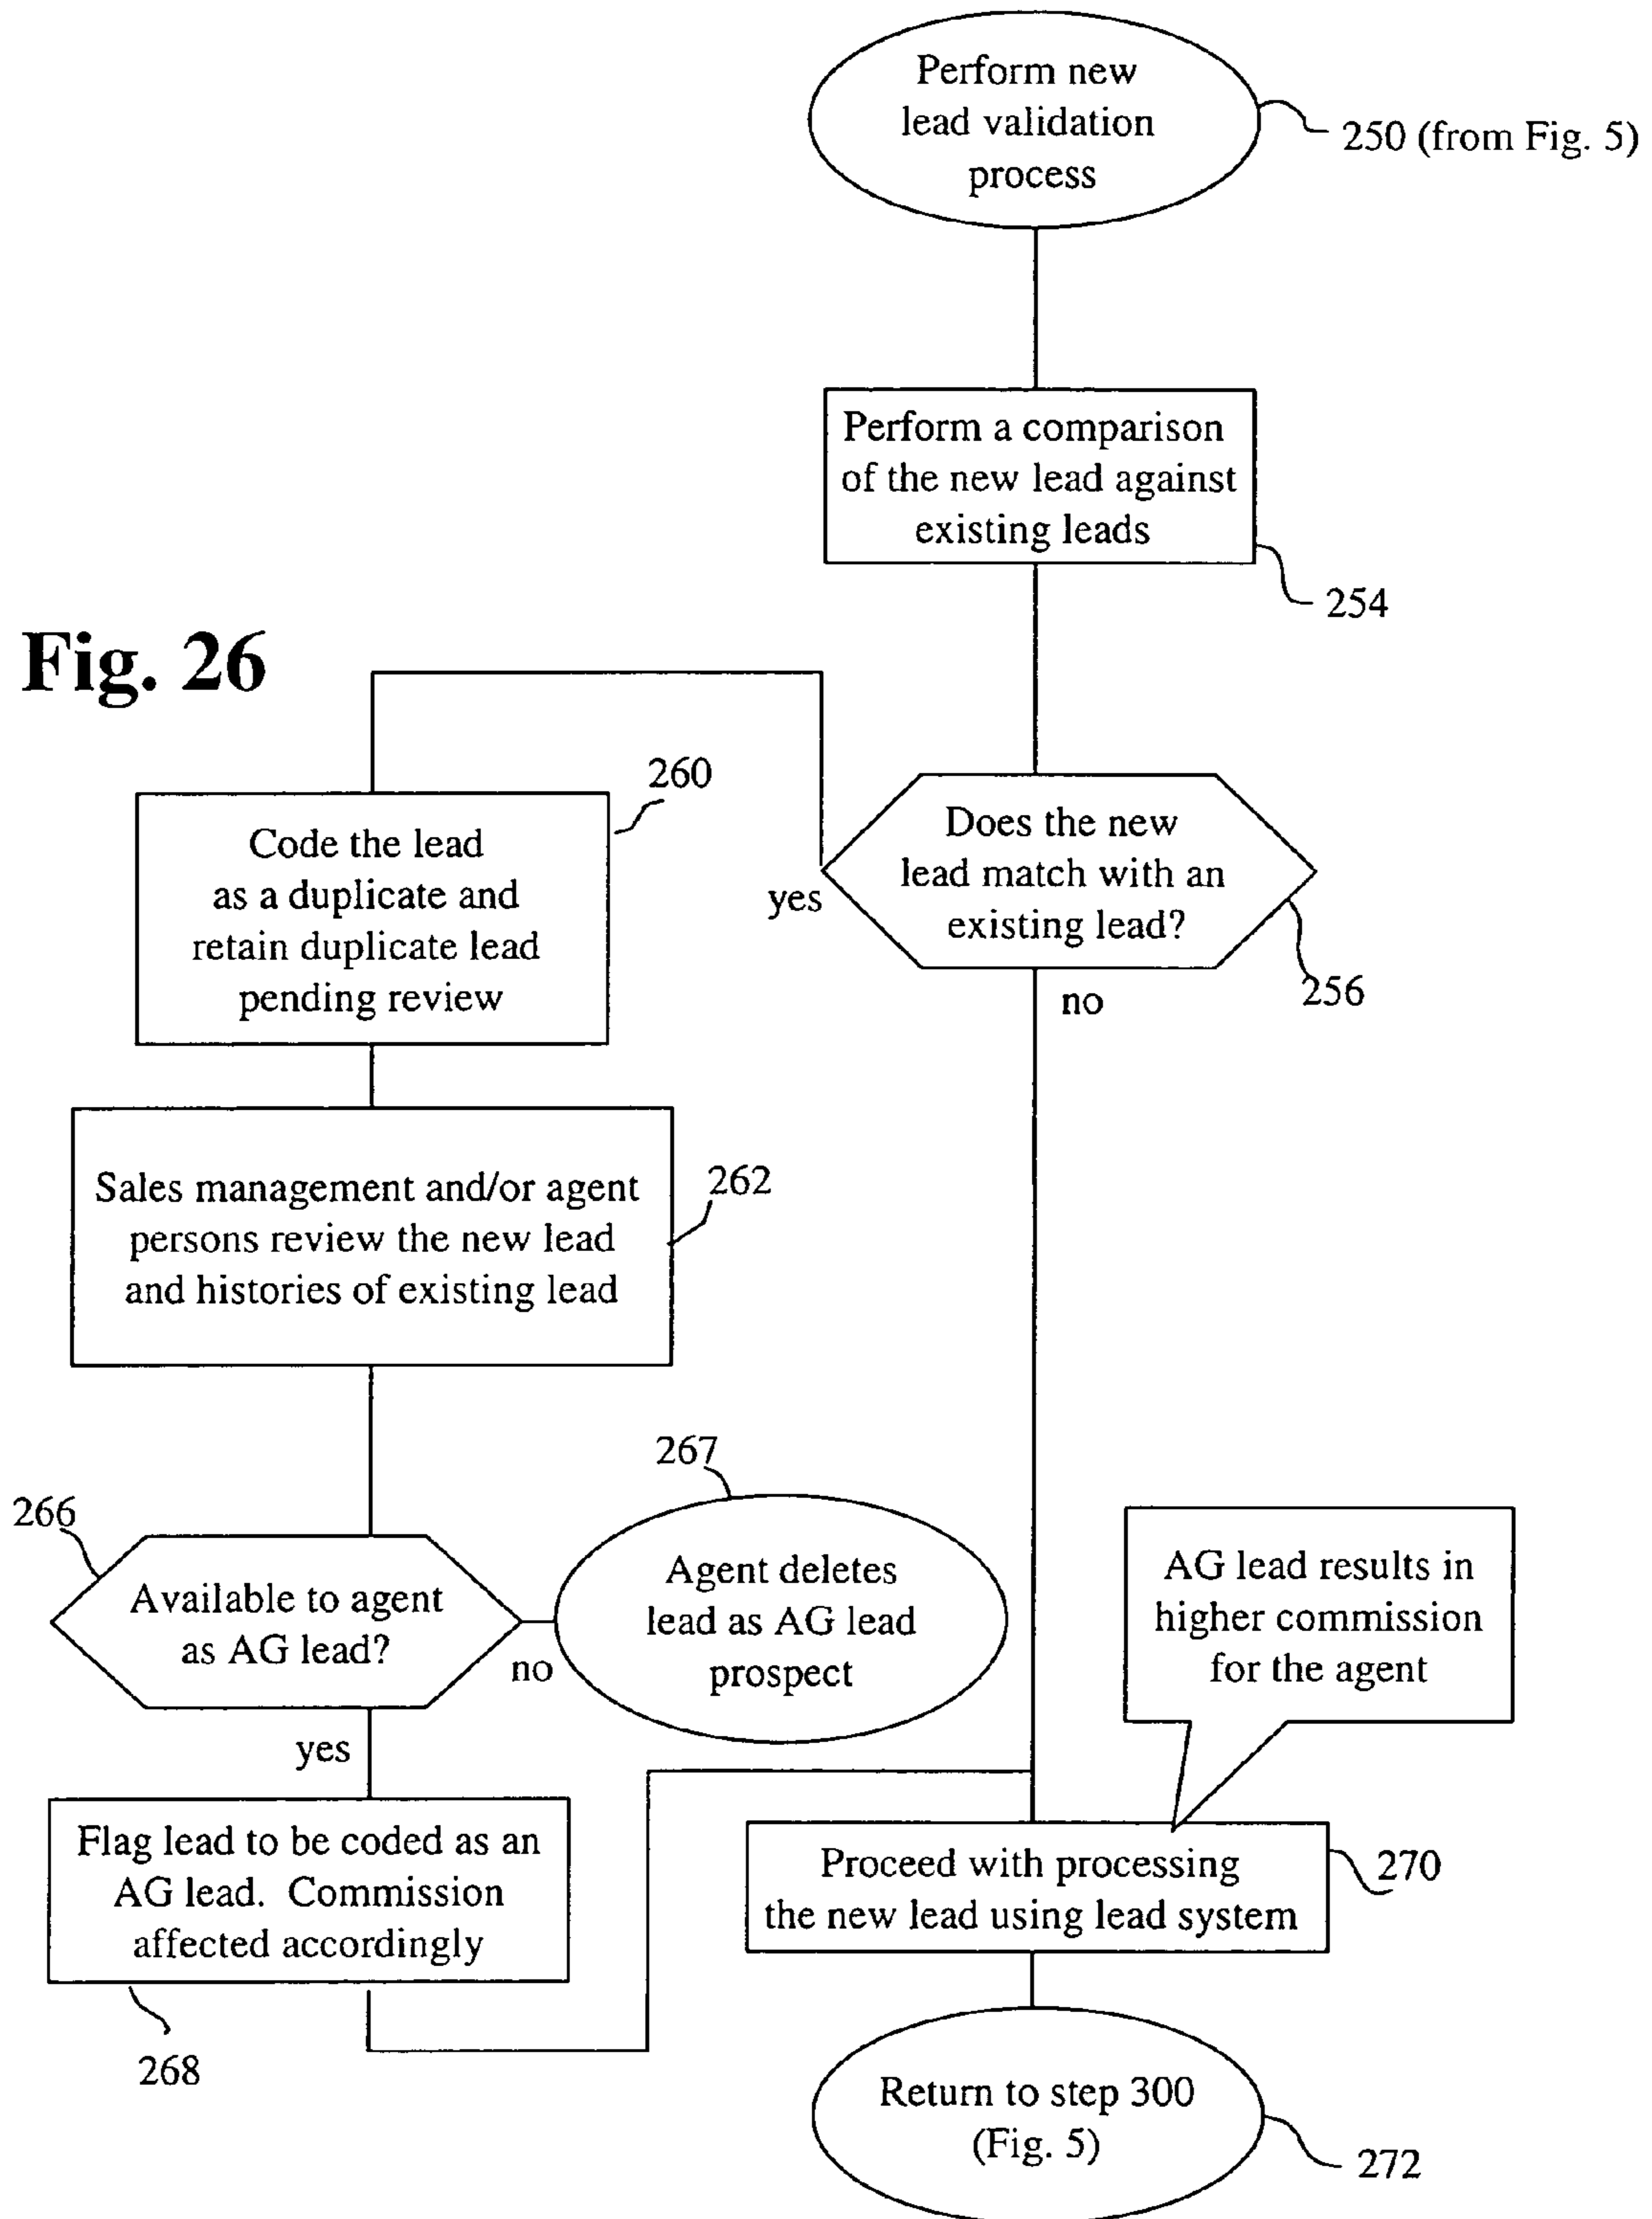 Perform new
lead validation
process
250 (from Fig. 5)
Perform a comparison
of the new lead against
existing leads
254
Fig. 26
Does the new
lead match with an
existing lead?
256
yes
no
260
Code the lead
as a duplicate and
retain duplicate lead
pending review
262
Sales management and/or agent
persons review the new lead
and histories of existing lead
266
Available to agent
as AG lead?
no
yes
267
Agent deletes
lead as AG lead
prospect
Flag lead to be coded as an
AG lead. Commission
affected accordingly
268
AG lead results in
higher commission
for the agent
Proceed with processing
the new lead using lead system
270
Return to step 300
(Fig. 5)
272